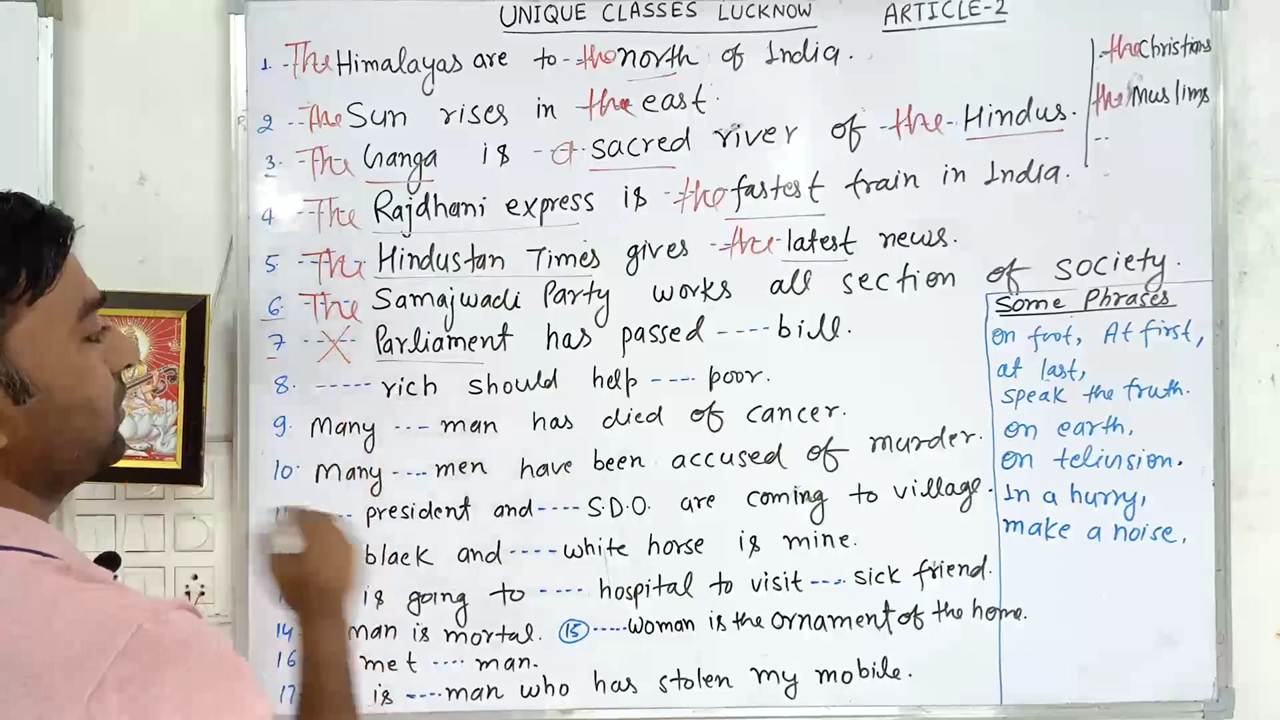 UNIQUE CLASSES LUCKNOW ARTICLE-2
1. The Himalayas are to the north of India.
2 The Sun rises in the east.
3. The Ganga is a sacred river of the Hindus.
4 The Rajdhani express is the fastest train in India.
5. The Hindustan Times gives the latest news.
6. The Samajwadi Party works all section of society.
7 X Parliament has passed ---- bill.
8. ----- rich should help ---- poor.
9. Many --- man has died of cancer.
10. Many ---- men have been accused of murder.
president and ---- S.D.O. are coming to village.
black and ---- white horse is mine.
is going to ---- hospital to visit ---- sick friend.
14 man is mortal. 15 ----- woman is the ornament of the home.
16 met ---- man.
17 is ---- man who has stolen my mobile.
the Christians
the Muslims
Some Phrases
on foot, At first,
at last,
speak the truth.
on earth,
on telivsion.
In a hurry,
make a noise,